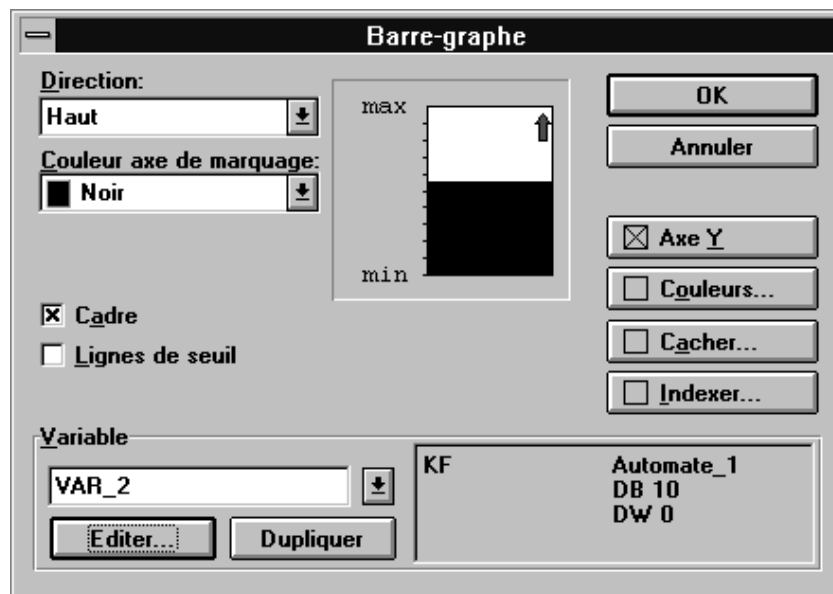 Barre-graphe
Direction:
Haut
Couleur axe de marquage:
Noir
max
min
OK
Annuler
Axe Y
Couleurs...
Cacher...
Indexer...
Cadre
Lignes de seuil
Variable
VAR_2
Editer...
Dupliquer
KF Automate_1
DB 10
DW 0